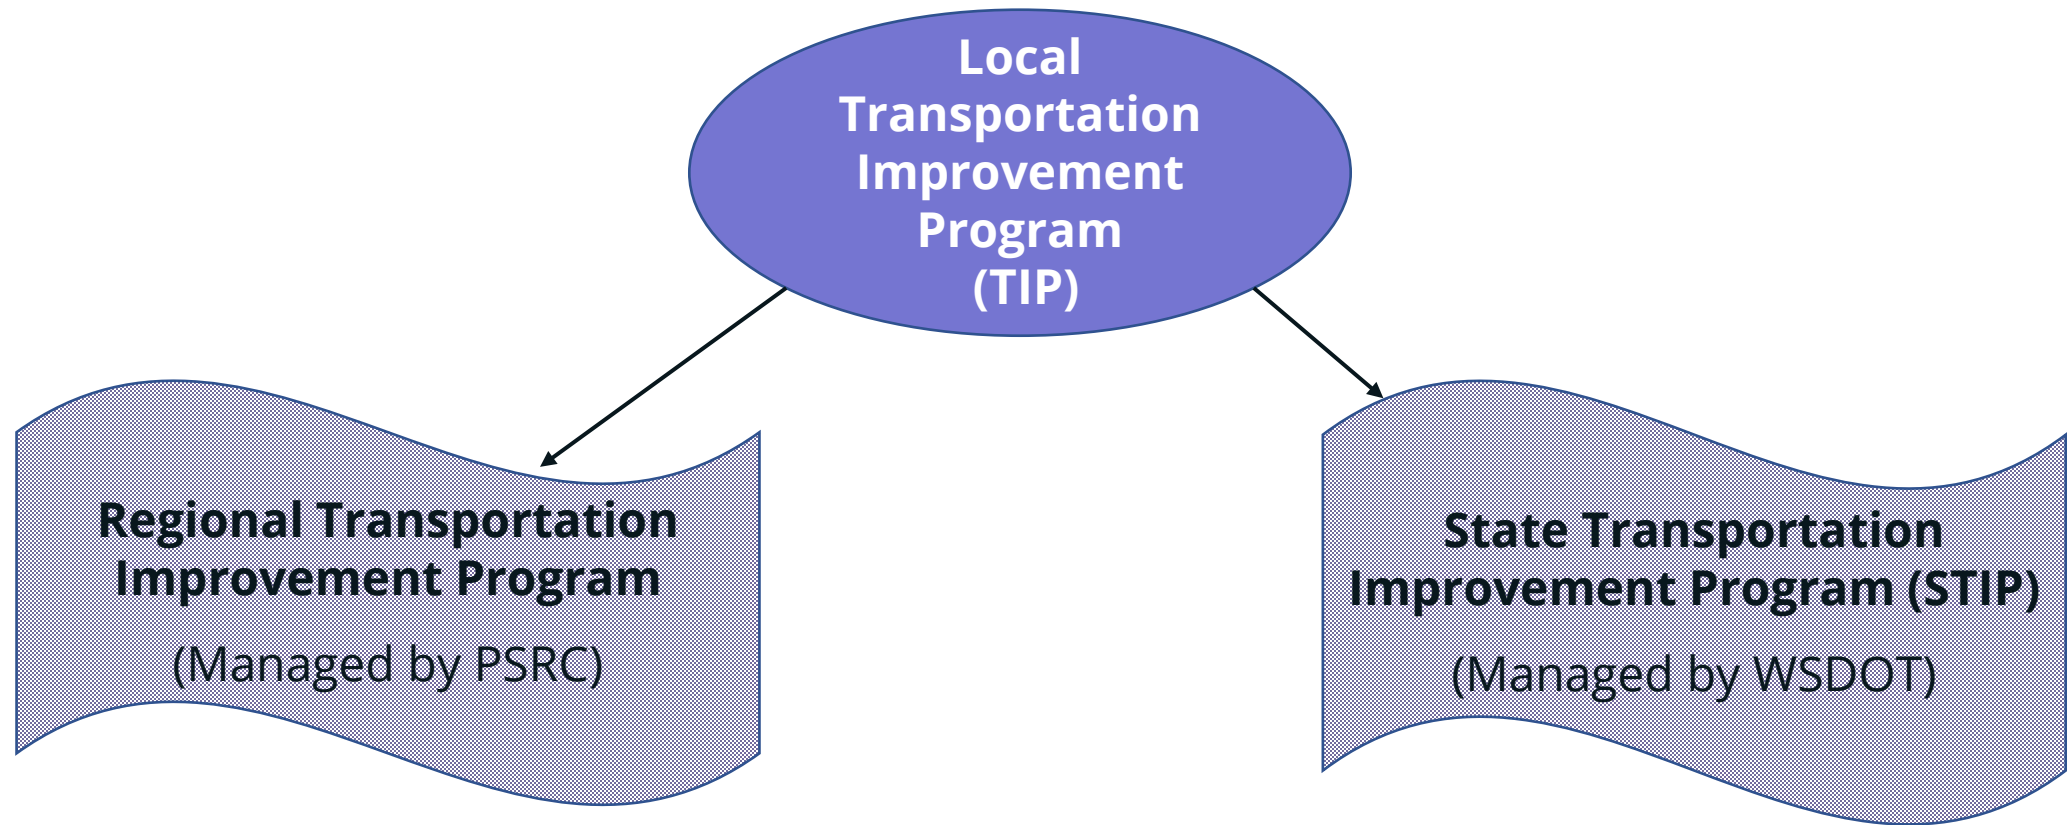 Local
Transportation
Improvement
Program
(TIP)
Regional Transportation
Improvement Program
(Managed by PSRC)
State Transportation
Improvement Program (STIP)
(Managed by WSDOT)